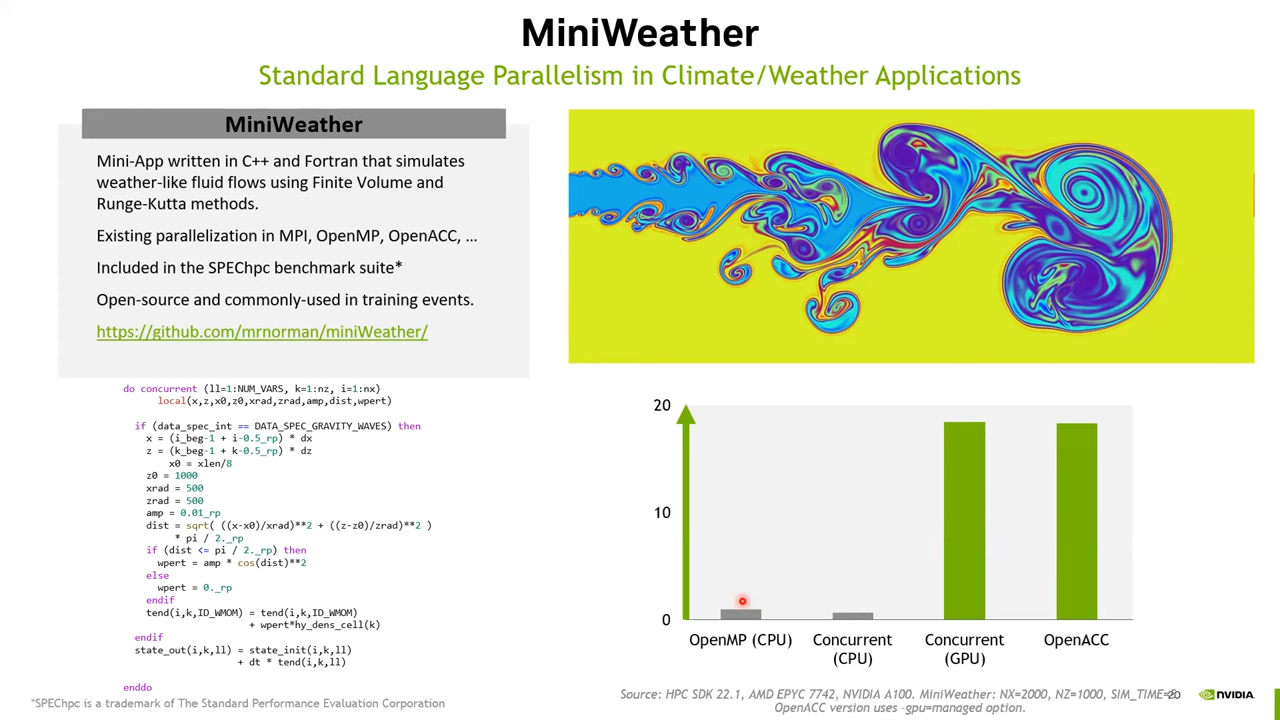 MiniWeather
Standard Language Parallelism in Climate/Weather Applications
MiniWeather
Mini-App written in C++ and Fortran that simulates
weather-like fluid flows using Finite Volume and
Runge-Kutta methods.
Existing parallelization in MPI, OpenMP, OpenACC, …
Included in the SPEChpc benchmark suite*
Open-source and commonly-used in training events.
https://github.com/mrnorman/miniWeather/
do concurrent (ll=1:NUM_VARS, k=1:nz, i=1:nx)
local(x,z,x0,z0,xrad,zrad,amp,dist,wpert)
if (data_spec_int == DATA_SPEC_GRAVITY_WAVES) then
x = (i_beg-1 + i-0.5_rp) * dx
z = (k_beg-1 + k-0.5_rp) * dz
x0 = xlen/8
z0 = 1000
xrad = 500
zrad = 500
amp = 0.01_rp
dist = sqrt( ((x-x0)/xrad)**2 + ((z-z0)/zrad)**2 )
* pi / 2._rp
if (dist <= pi / 2._rp) then
wpert = amp * cos(dist)**2
else
wpert = 0._rp
endif
tend(i,k,ID_WMOM) = tend(i,k,ID_WMOM)
+ wpert*hy_dens_cell(k)
endif
state_out(i,k,ll) = state_init(i,k,ll)
+ dt * tend(i,k,ll)
enddo
20
10
0
OpenMP (CPU)
Concurrent
(CPU)
Concurrent
(GPU)
OpenACC
*SPEChpc is a trademark of The Standard Performance Evaluation Corporation
Source: HPC SDK 22.1, AMD EPYC 7742, NVIDIA A100. MiniWeather: NX=2000, NZ=1000, SIM_TIME=
OpenACC version uses –gpu=managed option.
20
NVIDIA.